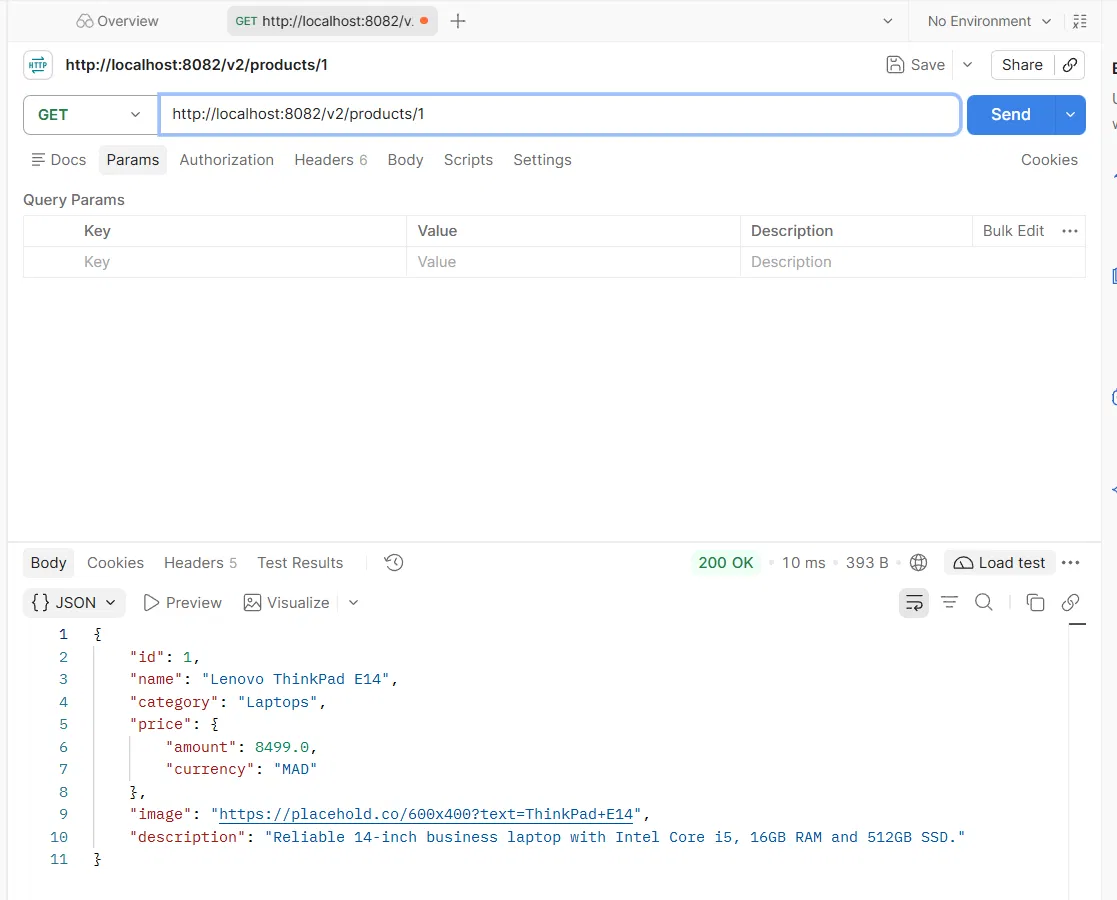 Overview GET http://localhost:8082/v. No Environment
HTTP http://localhost:8082/v2/products/1 Save Share
GET http://localhost:8082/v2/products/1 Send
Docs Params Authorization Headers 6 Body Scripts Settings Cookies
Query Params
Key Value Description Bulk Edit
Key Value Description
Body Cookies Headers 5 Test Results 200 OK 10 ms 393 B Load test
{} JSON Preview Visualize
1 {
2 "id": 1,
3 "name": "Lenovo ThinkPad E14",
4 "category": "Laptops",
5 "price": {
6 "amount": 8499.0,
7 "currency": "MAD"
8 },
9 "image": "https://placehold.co/600x400?text=ThinkPad+E14",
10 "description": "Reliable 14-inch business laptop with Intel Core i5, 16GB RAM and 512GB SSD."
11 }